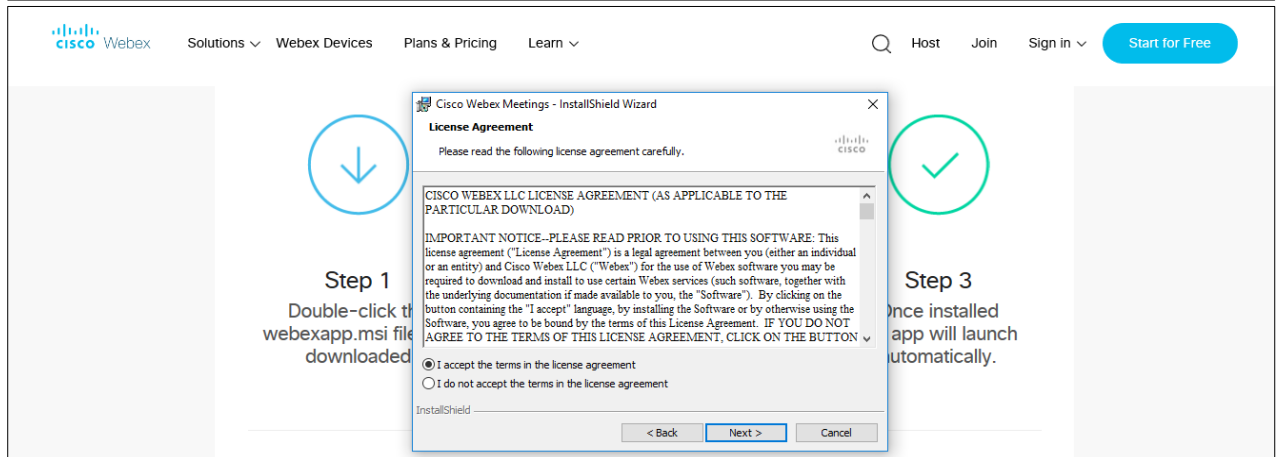 CISCO Webex
Solutions
Webex Devices
Plans & Pricing
Learn
Host
Join
Sign in
Start for Free
Step 1
Double-click th
webexapp.msi file
downloaded
Cisco Webex Meetings - InstallShield Wizard
License Agreement
Please read the following license agreement carefully.
CISCO
CISCO WEBEX LLC LICENSE AGREEMENT (AS APPLICABLE TO THE
PARTICULAR DOWNLOAD)
IMPORTANT NOTICE--PLEASE READ PRIOR TO USING THIS SOFTWARE: This
license agreement ("License Agreement") is a legal agreement between you (either an individual
or an entity) and Cisco Webex LLC ("Webex") for the use of Webex software you may be
required to download and install to use certain Webex services (such software, together with
the underlying documentation if made available to you, the "Software"). By clicking on the
button containing the "I accept" language, by installing the Software or by otherwise using the
Software, you agree to be bound by the terms of this License Agreement. IF YOU DO NOT
AGREE TO THE TERMS OF THIS LICENSE AGREEMENT, CLICK ON THE BUTTON
I accept the terms in the license agreement
I do not accept the terms in the license agreement
InstallShield
< Back
Next >
Cancel
Step 3
Once installed
app will launch
automatically.